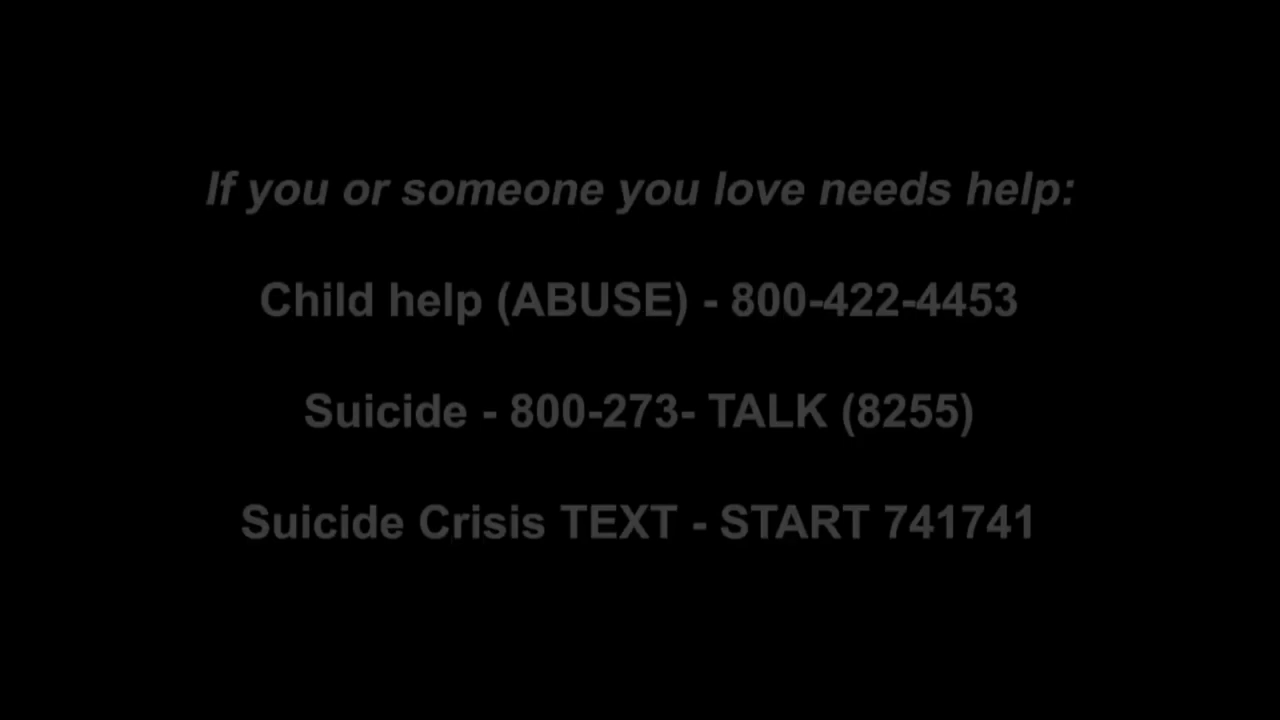 If you or someone you love needs help:
Child help (ABUSE) - 800-422-4453
Suicide - 800-273- TALK (8255)
Suicide Crisis TEXT - START 741741